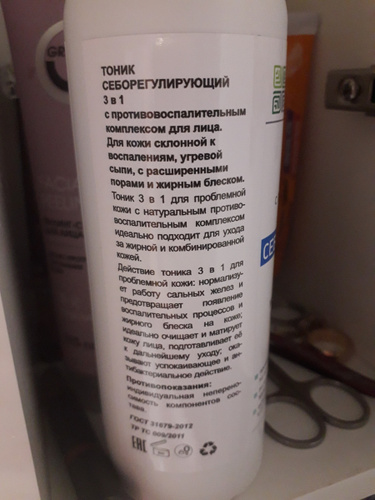 ТОНИК
СЕБОРЕГУЛИРУЮЩИЙ
3 в 1
с противовоспалительным
комплексом для лица.
Для кожи склонной к
воспалениям, угревой
сыпи, с расширенными
порами и жирным блеском.
Тоник 3 в 1 для проблемной
кожи с натуральным противо-
воспалительным комплексом
идеально подходит для ухода
за жирной и комбинированной
кожей.
Действие тоника 3 в 1 для
проблемной кожи: нормализу-
ет работу сальных желез и
предотвращает появление
воспалительных процессов и
жирного блеска на коже;
идеально очищает и матирует
кожу лица, подготавливает её
к дальнейшему уходу; ока-
зывает успокаивающее и ан-
тибактериальное действие.
Противопоказания:
индивидуальная неперено-
симость компонентов сос-
тава.
ГОСТ 31679-2012
ТР ТС 009/2011
EAC